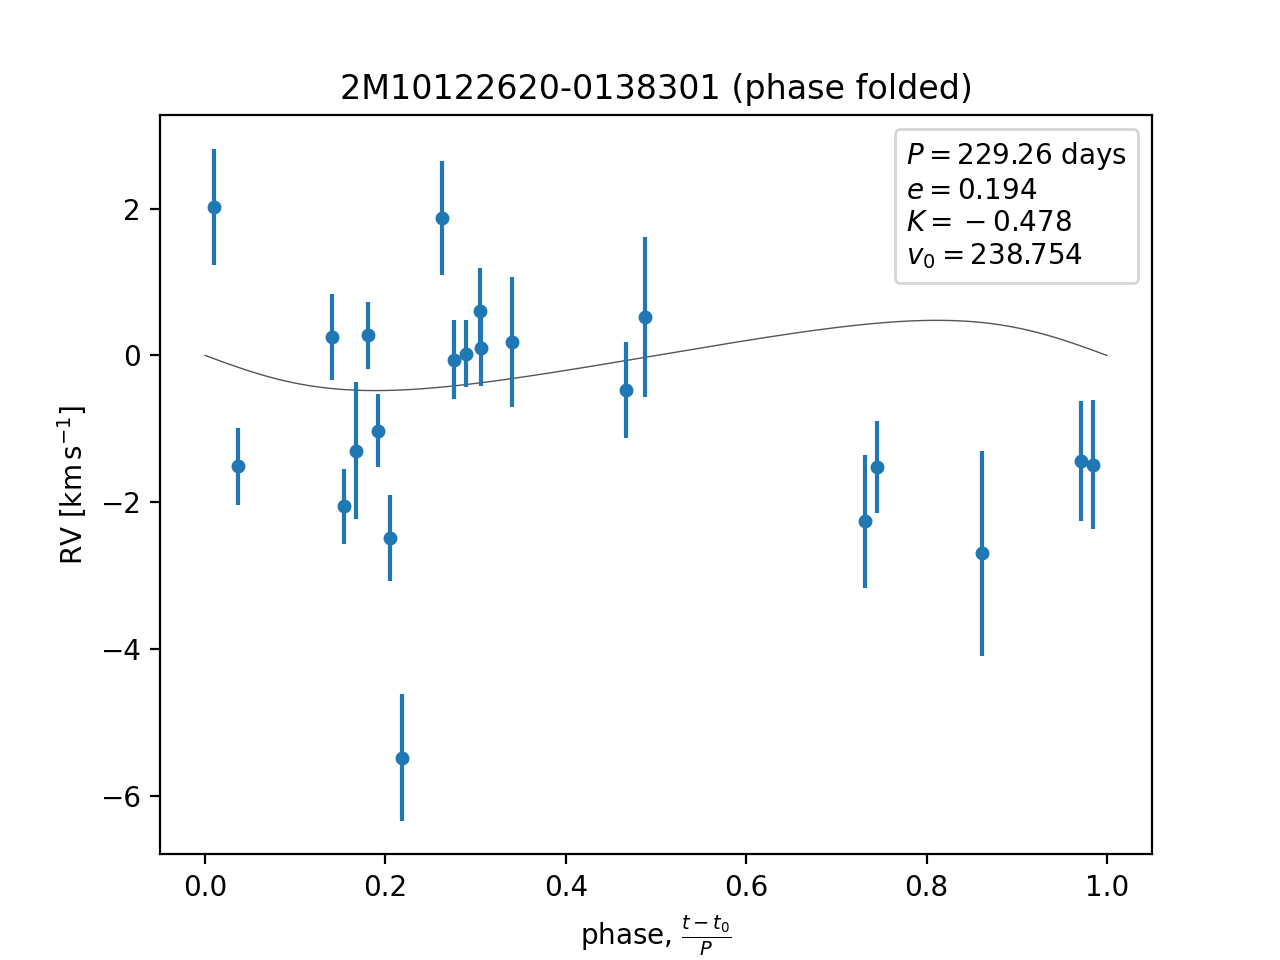 2M10122620-0138301 (phase folded)
P = 229.26 days
e = 0.194
K = −0.478
v₀ = 238.754
2
0
−2
−4
−6
RV [km s⁻¹]
0.0 0.2 0.4 0.6 0.8 1.0
phase, (t − t₀)/P